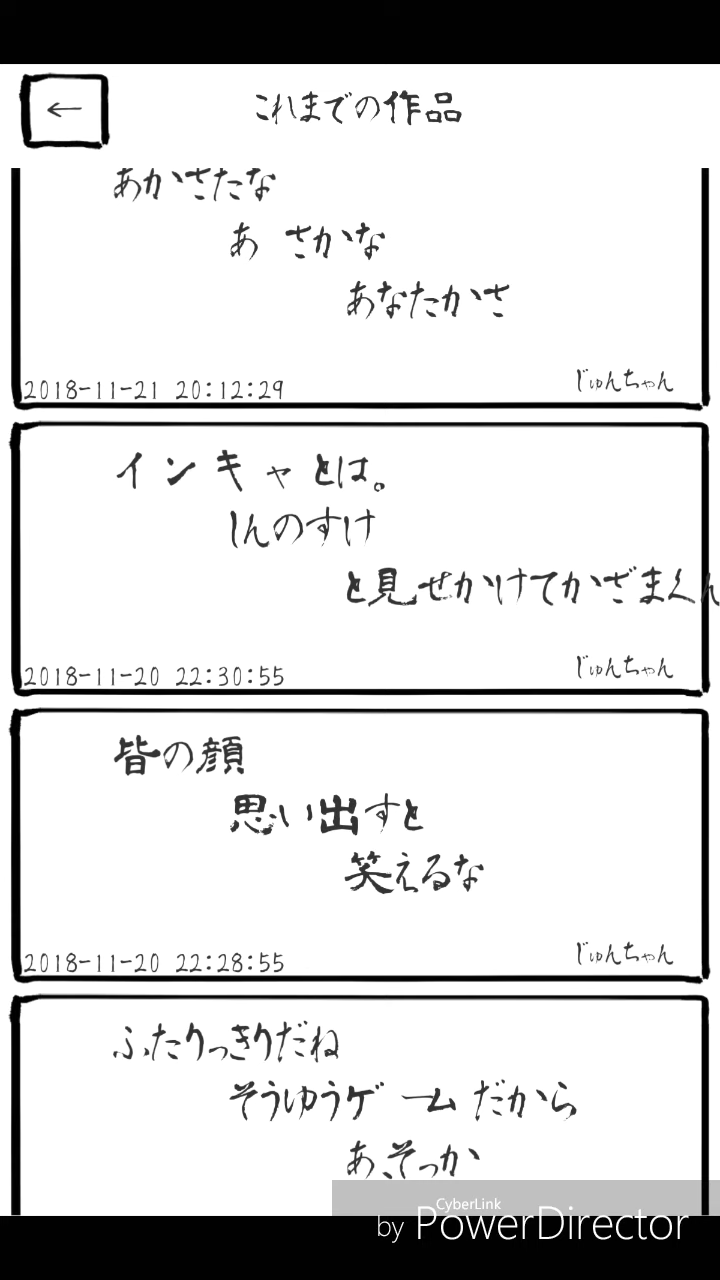 ←
これまでの作品
あかさたな
あ さかな
あなたかさ
2018-11-21 20:12:29
じゅんちゃん
インキャとは。
しんのすけ
と見せかけてかざまくん
2018-11-20 22:30:55
じゅんちゃん
皆の顔
思い出すと
笑えるな
2018-11-20 22:28:55
じゅんちゃん
ふたりっきりだね
そうゆうゲームだから
あ、そっか
CyberLink
by PowerDirector